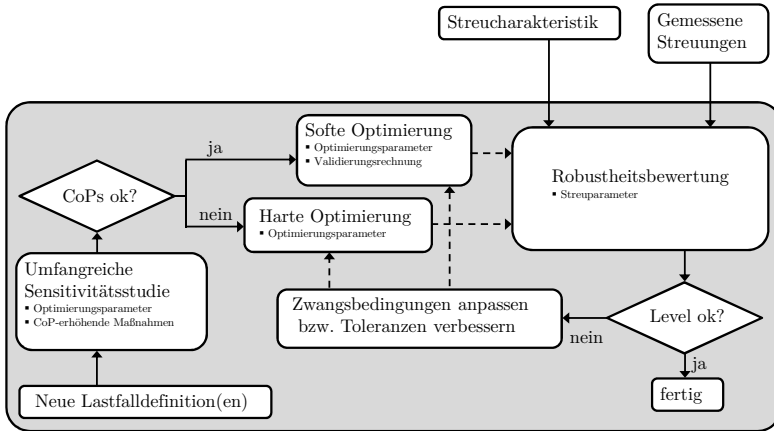 Streucharakteristik
Gemessene
Streuungen
Softe Optimierung
▪ Optimierungsparameter
▪ Validierungsrechnung
ja
CoPs ok?
nein
Harte Optimierung
▪ Optimierungsparameter
Robustheitsbewertung
▪ Streuparameter
Umfangreiche
Sensitivitätsstudie
▪ Optimierungsparameter
▪ CoP-erhöhende Maßnahmen
Zwangsbedingungen anpassen
bzw. Toleranzen verbessern
Level ok?
nein
ja
Neue Lastfalldefinition(en)
fertig